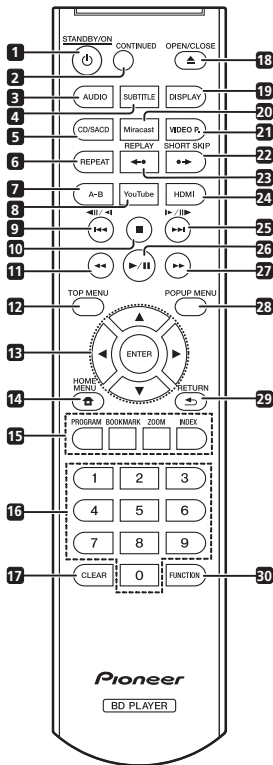 STANDBY/ON
CONTINUED
OPEN/CLOSE
1
2
18
AUDIO
SUBTITLE
DISPLAY
3
19
4
20
CD/SACD
Miracast
VIDEO P.
5
21
REPLAY
SHORT SKIP
REPEAT
6
22
23
7
A-B
YouTube
HDMI
8
24
9
25
10
26
11
27
TOP MENU
POPUP MENU
12
28
13
ENTER
HOME
MENU
RETURN
14
29
PROGRAM
BOOKMARK
ZOOM
INDEX
15
1 2 3
16
4 5 6
7 8 9
17
CLEAR
0
FUNCTION
30
Pioneer
BD PLAYER